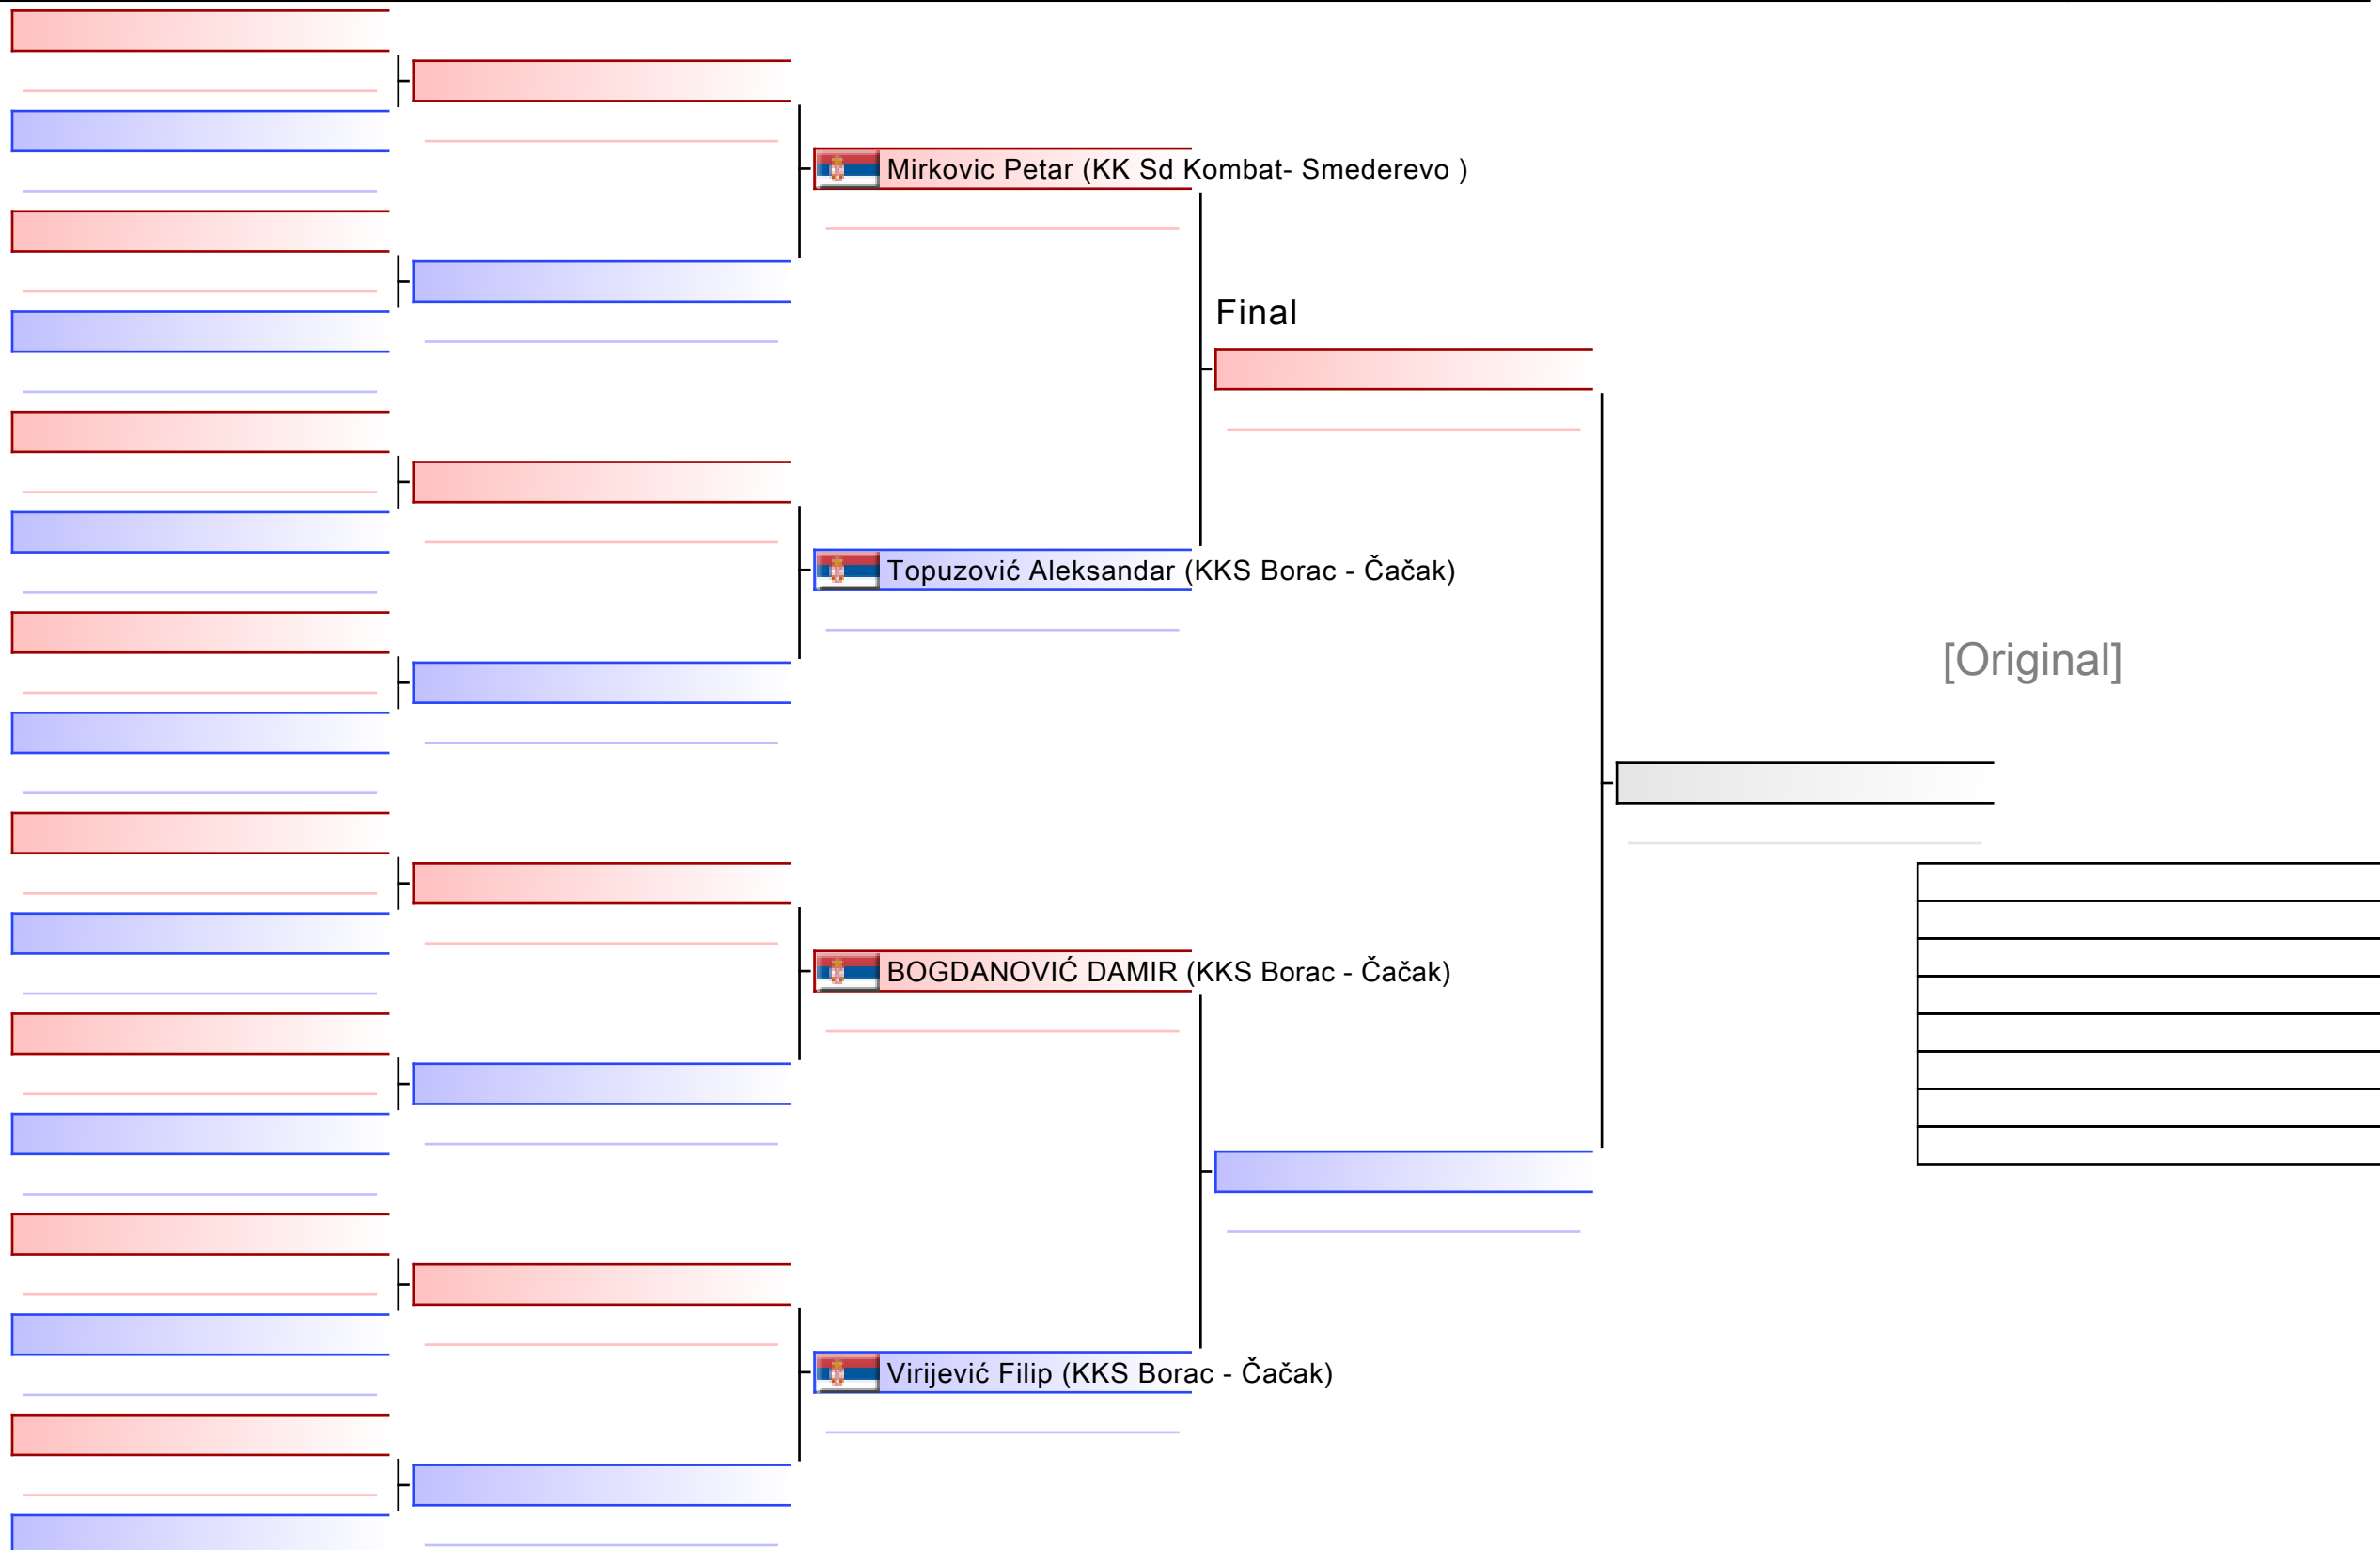 Mirkovic Petar (KK Sd Kombat- Smederevo )
Final
Topuzović Aleksandar (KKS Borac - Čačak)
[Original]
BOGDANOVIĆ DAMIR (KKS Borac - Čačak)
Virijević Filip (KKS Borac - Čačak)